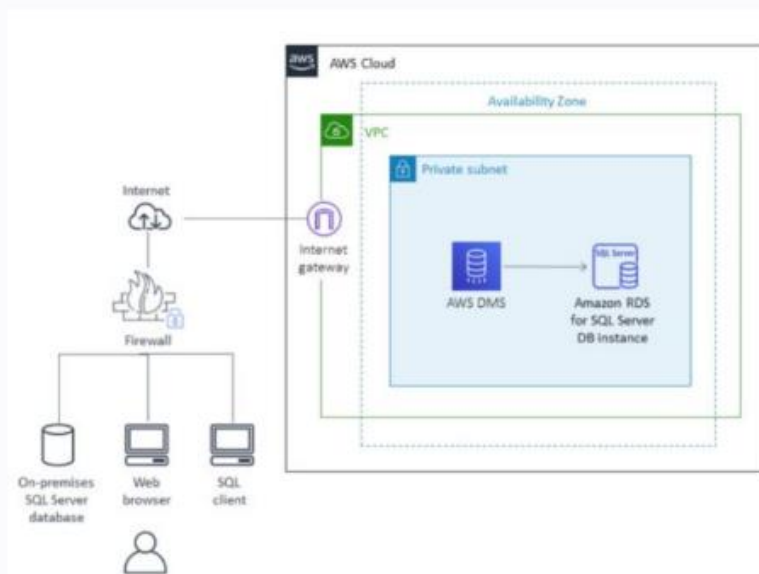 aws
AWS Cloud
Availability Zone
VPC
Private subnet
Internet
Internet
gateway
AWS DMS
SQL Server
Amazon RDS
for SQL Server
DB instance
Firewall
On-premises
SQL Server
database
Web
browser
SQL
client